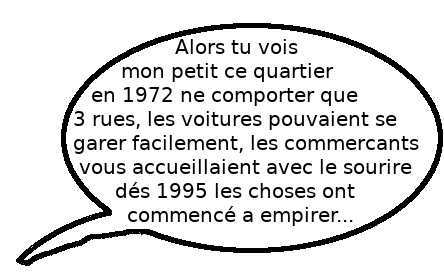 Alors tu vois
mon petit ce quartier
en 1972 ne comporter que
3 rues, les voitures pouvaient se
garer facilement, les commercants
vous accueillaient avec le sourire
dés 1995 les choses ont
commencé a empirer...